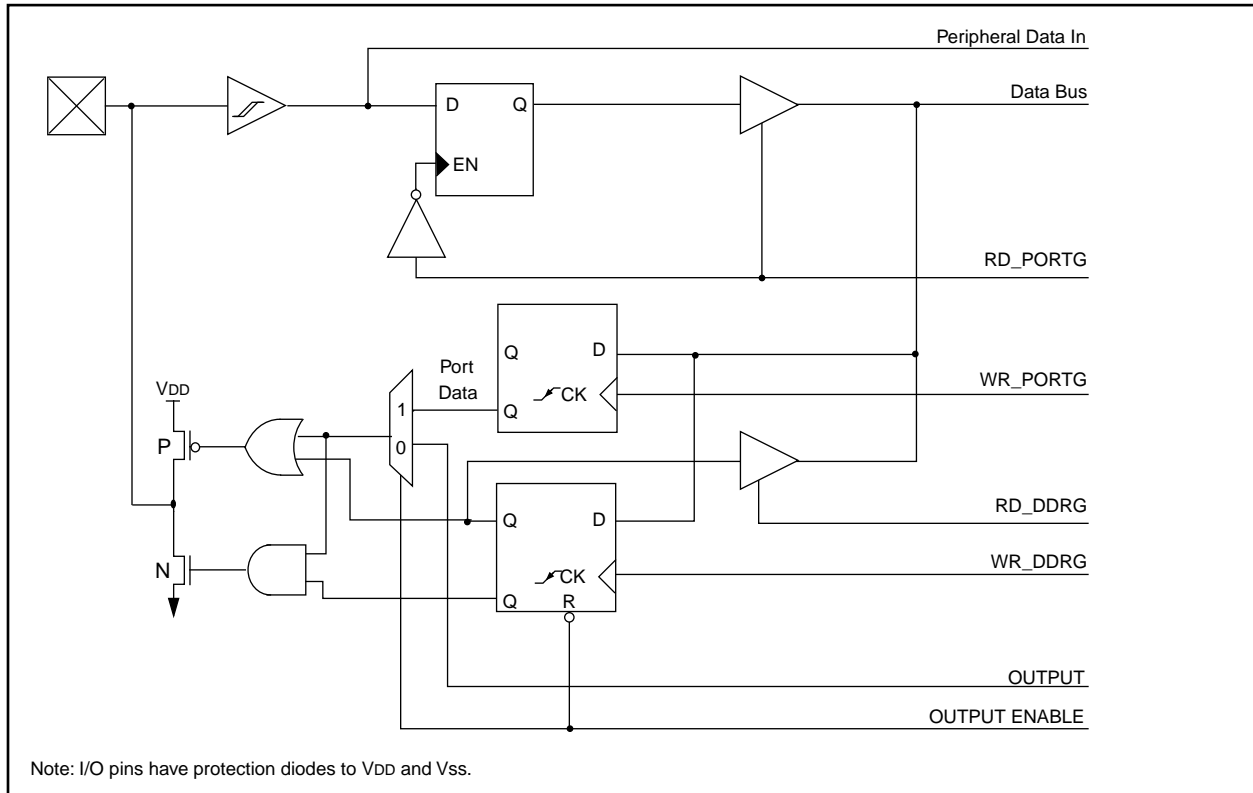 Peripheral Data In
D
Q
Data Bus
EN
RD_PORTG
Q
D
Port
Data
WR_PORTG
CK
VDD
1
Q
P
0
RD_DDRG
Q
D
N
WR_DDRG
CK
Q
R
OUTPUT
OUTPUT ENABLE
Note: I/O pins have protection diodes to VDD and Vss.